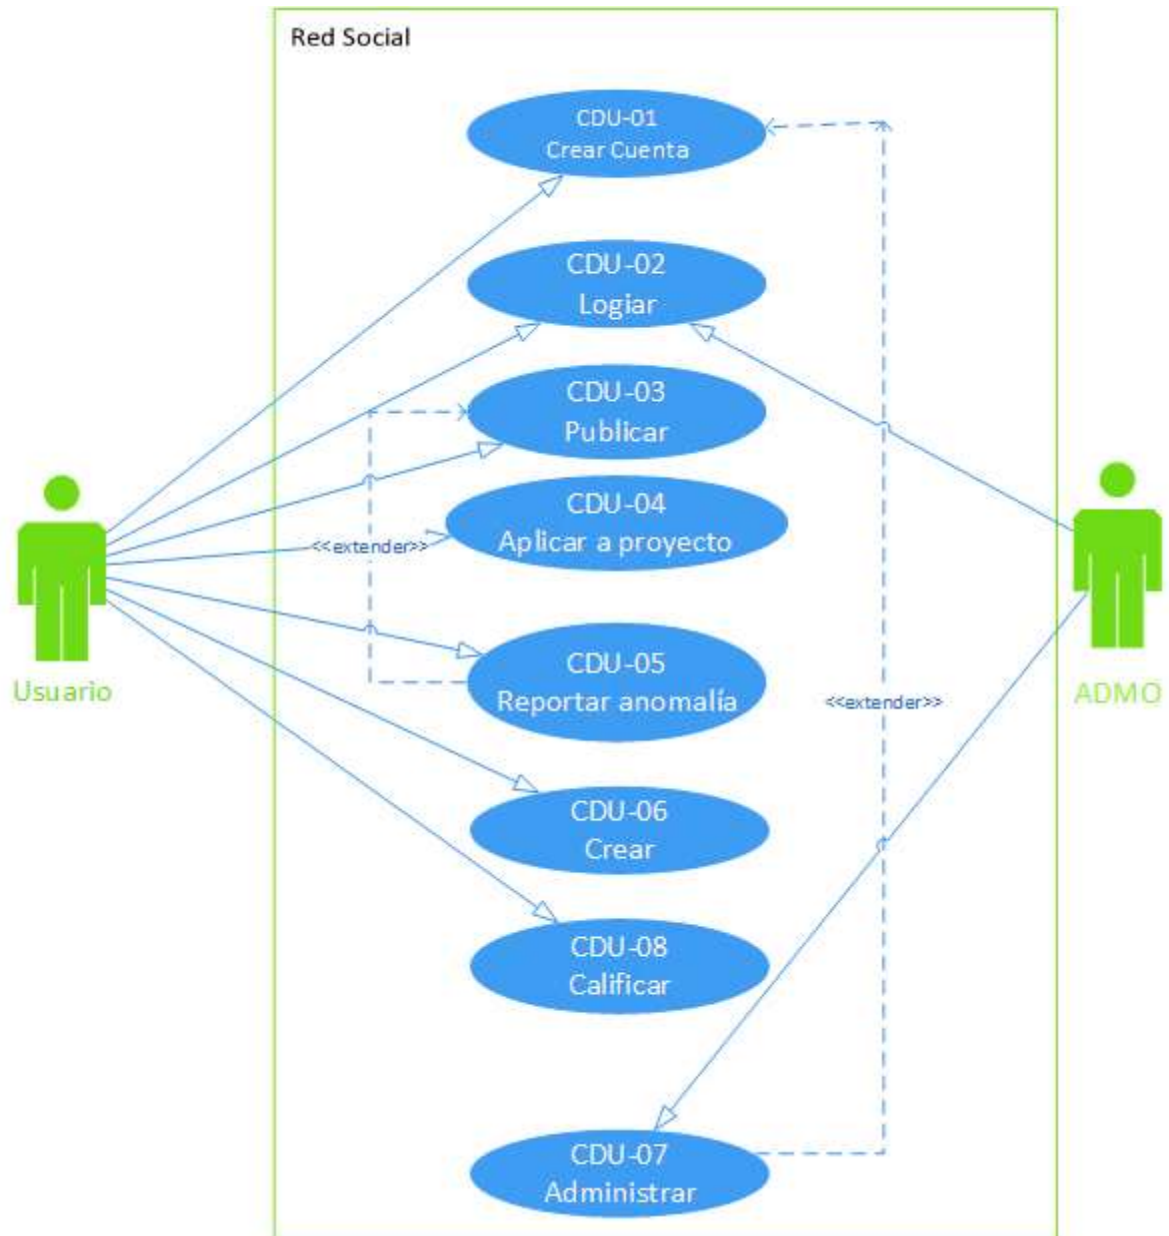 Red Social
CDU-01
Crear Cuenta
CDU-02
Logiar
CDU-03
Publicar
CDU-04
Aplicar a proyecto
<<extender>>
CDU-05
Reportar anomalía
Usuario
<<extender>>
ADMO
CDU-06
Crear
CDU-08
Calificar
CDU-07
Administrar